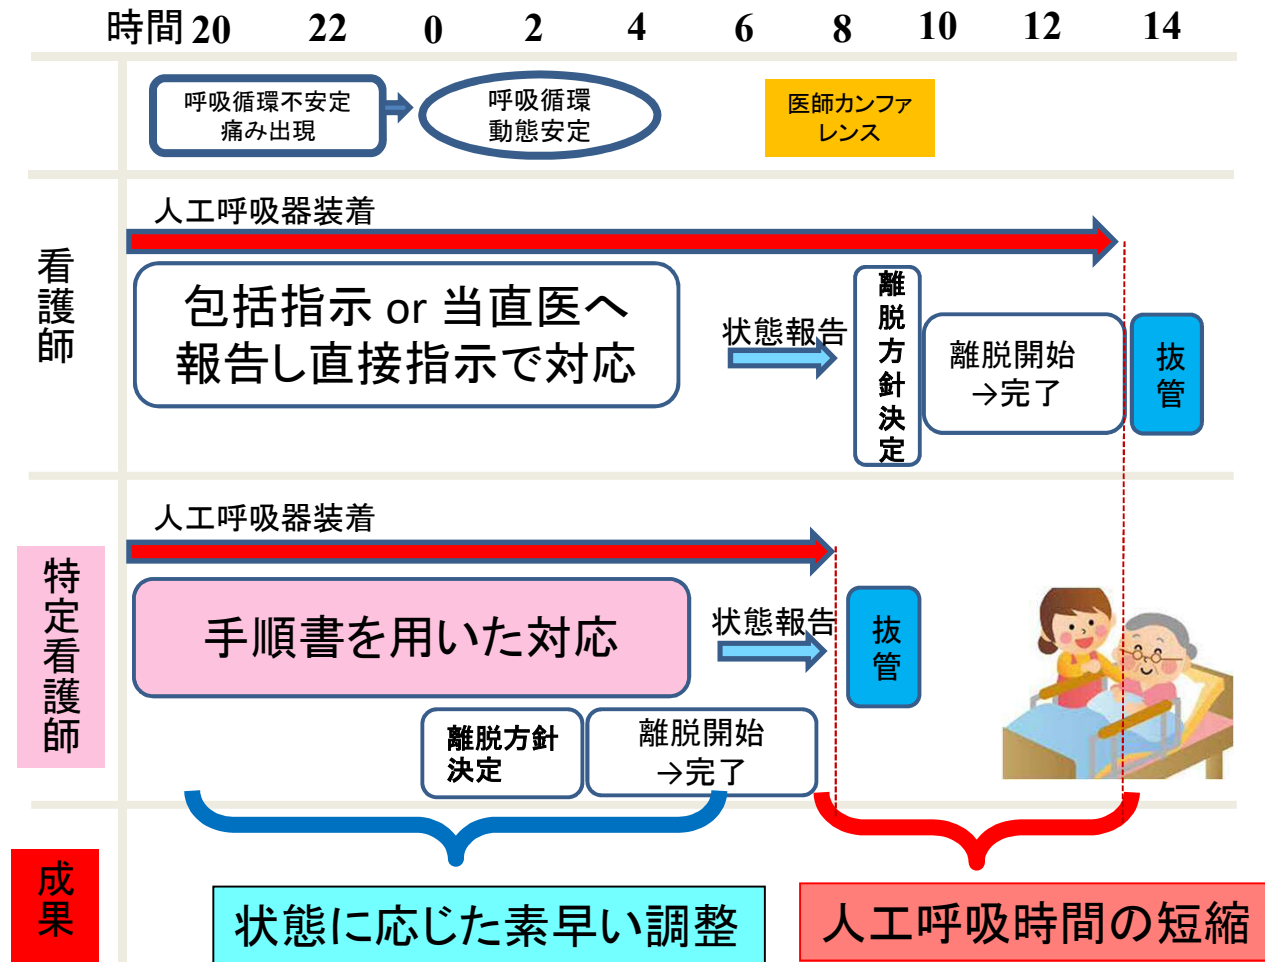 時間 20 22 0 2 4 6 8 10 12 14
呼吸循環不安定
痛み出現
呼吸循環
動態安定
医師カンファ
レンス
看護師
人工呼吸器装着
包括指示 or 当直医へ
報告し直接指示で対応
状態報告
離脱方針決定
離脱開始
→完了
抜管
特定看護師
人工呼吸器装着
手順書を用いた対応
状態報告
抜管
離脱方針
決定
離脱開始
→完了
成果
状態に応じた素早い調整
人工呼吸時間の短縮